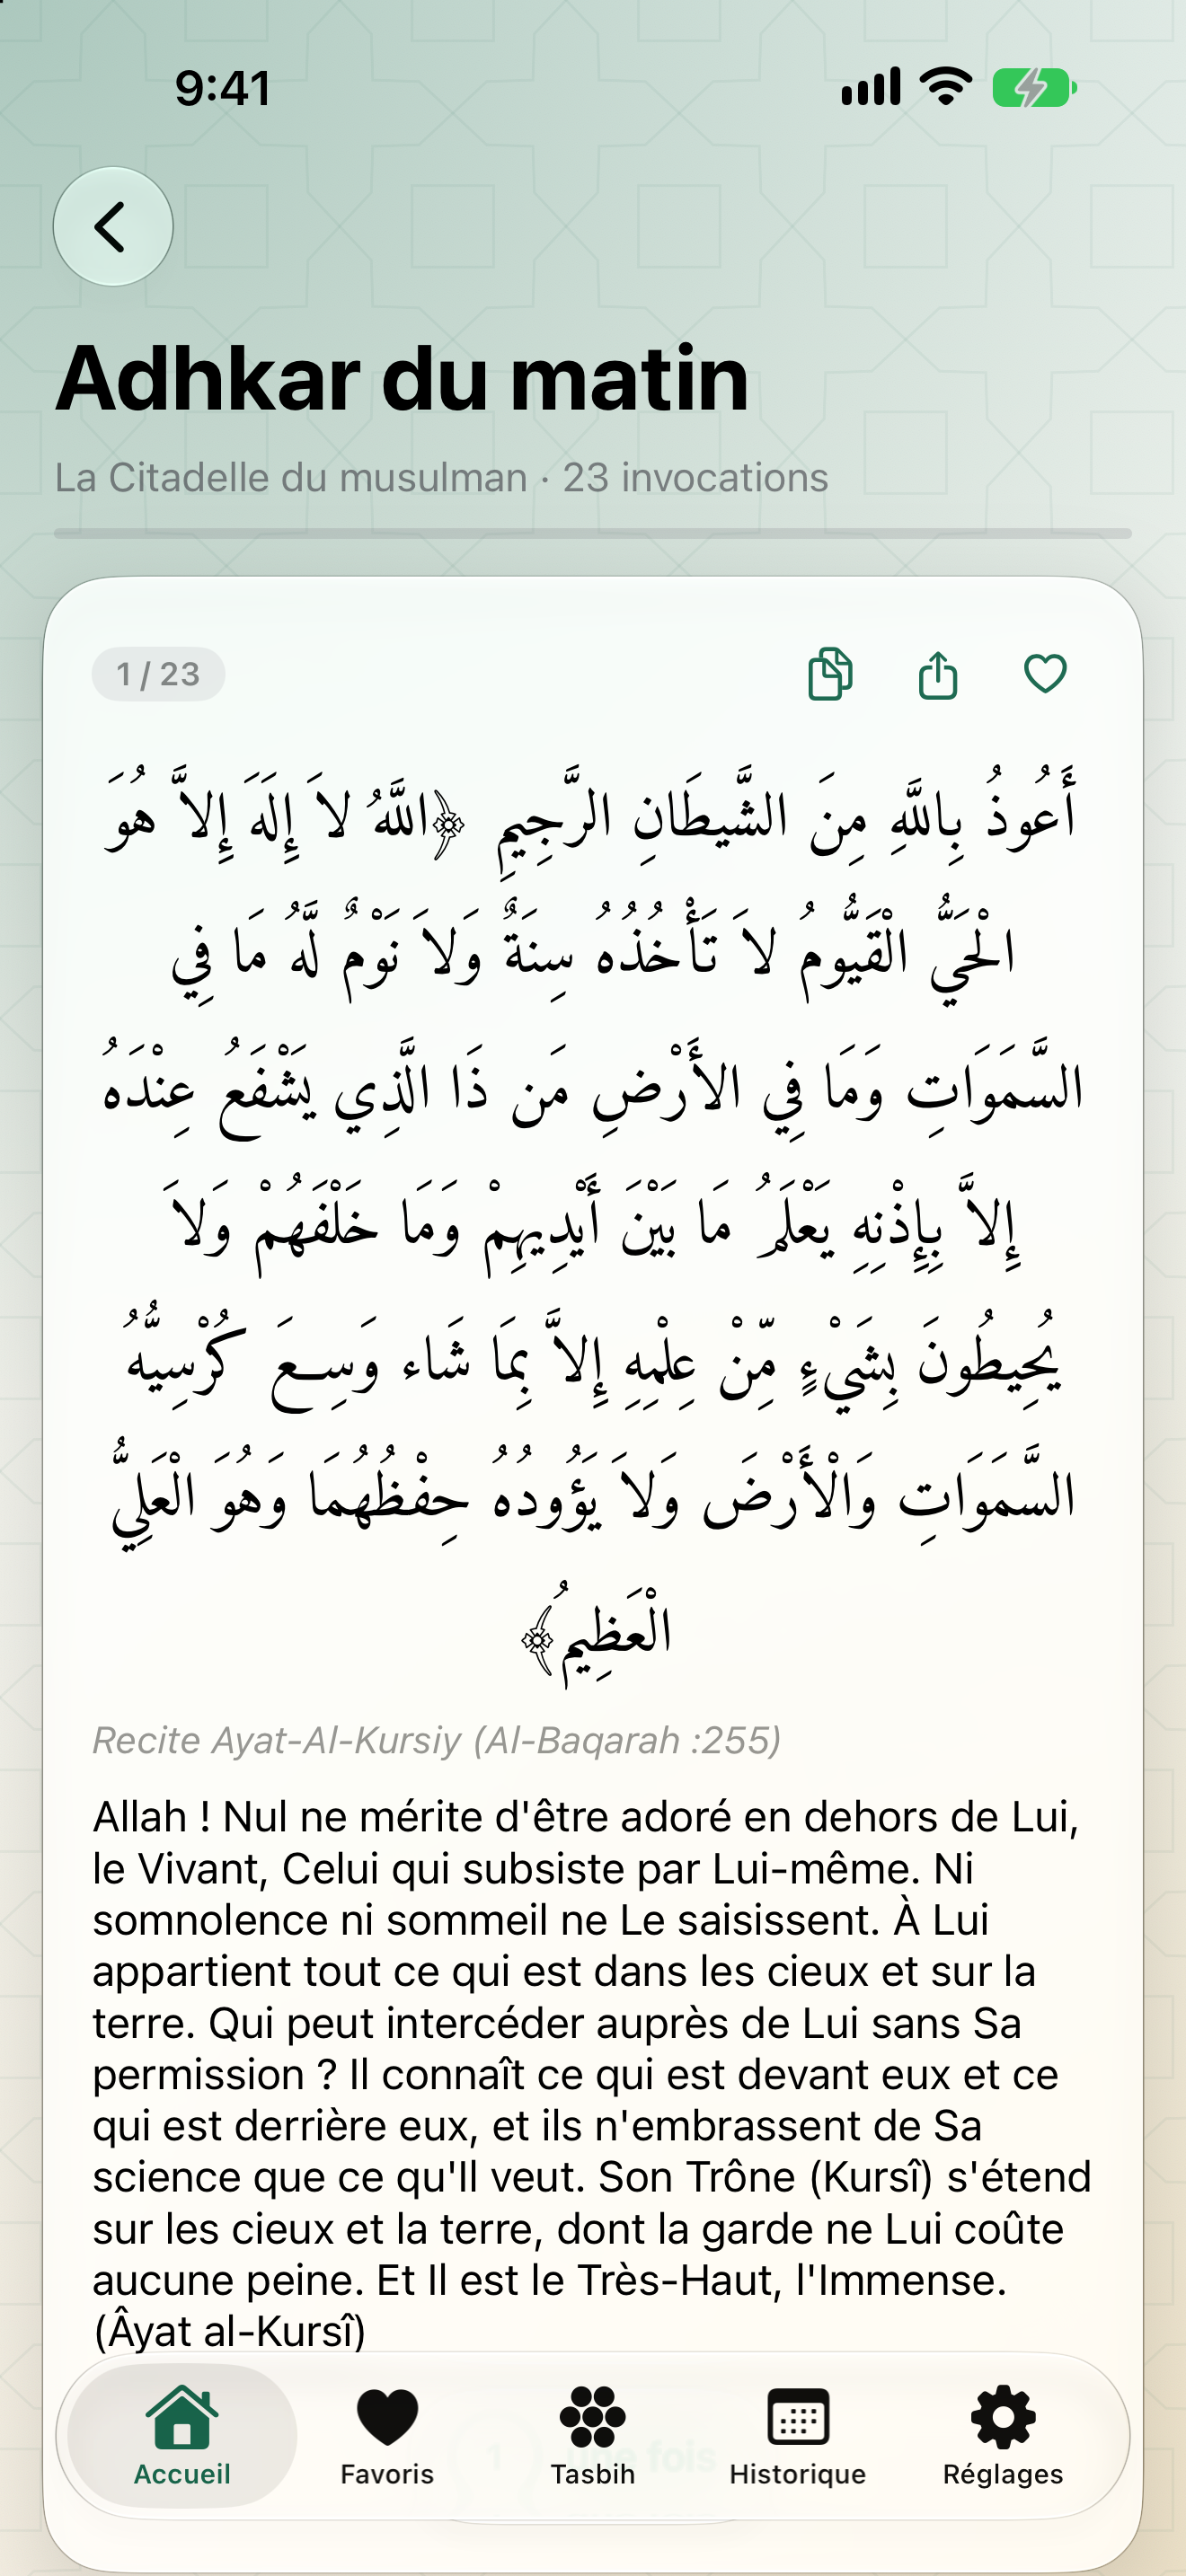 9:41
Adhkar du matin
La Citadelle du musulman · 23 invocations
1 / 23
أَعُوذُ بِاللَّهِ مِنَ الشَّيطَانِ الرَّجِيمِ ﴿اللَّهُ لاَ إِلَهَ إِلاَّ هُوَ
الْحَيُّ الْقَيُّومُ لاَ تَأْخُذُهُ سِنَةٌ وَلاَ نَوْمٌ لَّهُ مَا فِي
السَّمَوَاتِ وَمَا فِي الأَرْضِ مَن ذَا الَّذِي يَشْفَعُ عِنْدَهُ
إِلاَّ بِإِذْنِهِ يَعْلَمُ مَا بَيْنَ أَيْدِيهِمْ وَمَا خَلْفَهُمْ وَلاَ
يُحِيطُونَ بِشَيْءٍ مِّنْ عِلْمِهِ إِلاَّ بِمَا شَاء وَسِعَ كُرْسِيُّهُ
السَّمَوَاتِ وَالْأَرْضَ وَلاَ يَؤُودُهُ حِفْظُهُمَا وَهُوَ الْعَلِيُّ
الْعَظِيمُ﴾
Recite Ayat-Al-Kursiy (Al-Baqarah :255)
Allah ! Nul ne mérite d'être adoré en dehors de Lui,
le Vivant, Celui qui subsiste par Lui-même. Ni
somnolence ni sommeil ne Le saisissent. À Lui
appartient tout ce qui est dans les cieux et sur la
terre. Qui peut intercéder auprès de Lui sans Sa
permission ? Il connaît ce qui est devant eux et ce
qui est derrière eux, et ils n'embrassent de Sa
science que ce qu'Il veut. Son Trône (Kursî) s'étend
sur les cieux et la terre, dont la garde ne Lui coûte
aucune peine. Et Il est le Très-Haut, l'Immense.
(Âyat al-Kursî)
1 une fois
Accueil Favoris Tasbih Historique Réglages